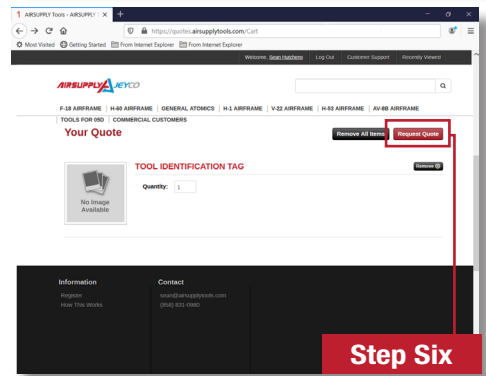 AIRSUPPLY Tools - AIRSUPPLY
https://quotes.airsupplytools.com/Cart
Most Visited Getting Started From Internet Explorer From Internet Explorer
Welcome, Sean Hutchens Log Out Customer Support Recently Viewed
AIRSUPPLY JEYCO
F-18 AIRFRAME | H-60 AIRFRAME | GENERAL ATOMICS | H-1 AIRFRAME | V-22 AIRFRAME | H-53 AIRFRAME | AV-8B AIRFRAME
| TOOLS FOR 05D | COMMERCIAL CUSTOMERS
Your Quote Remove All Items Request Quote
TOOL IDENTIFICATION TAG Remove
Quantity: 1
No Image
Available
Information Contact
Register sean@airsupplytools.com
How This Works (858) 831-0980
Step Six